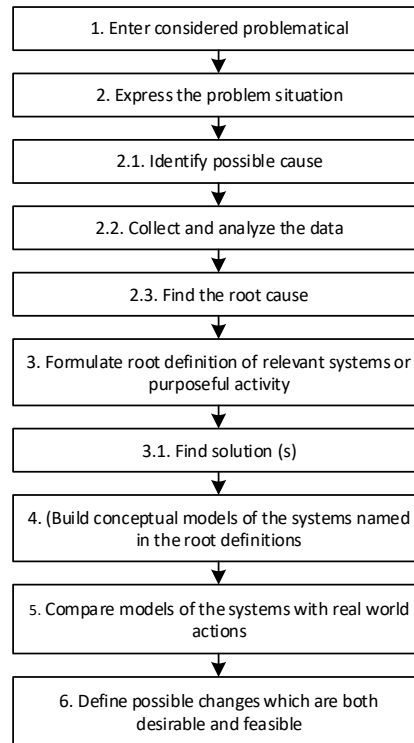 1. Enter considered problematical
2. Express the problem situation
2.1. Identify possible cause
2.2. Collect and analyze the data
2.3. Find the root cause
3. Formulate root definition of relevant systems or
purposeful activity
3.1. Find solution (s)
4. (Build conceptual models of the systems named
in the root definitions
5. Compare models of the systems with real world
actions
6. Define possible changes which are both
desirable and feasible